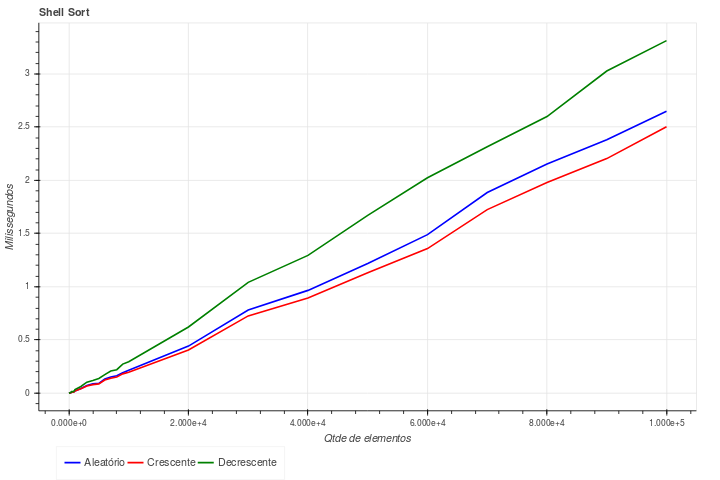 Shell Sort
Milissegundos
3
2.5
2
1.5
1
0.5
0
0.000e+0 2.000e+4 4.000e+4 6.000e+4 8.000e+4 1.000e+5
Qtde de elementos
Aleatório Crescente Decrescente